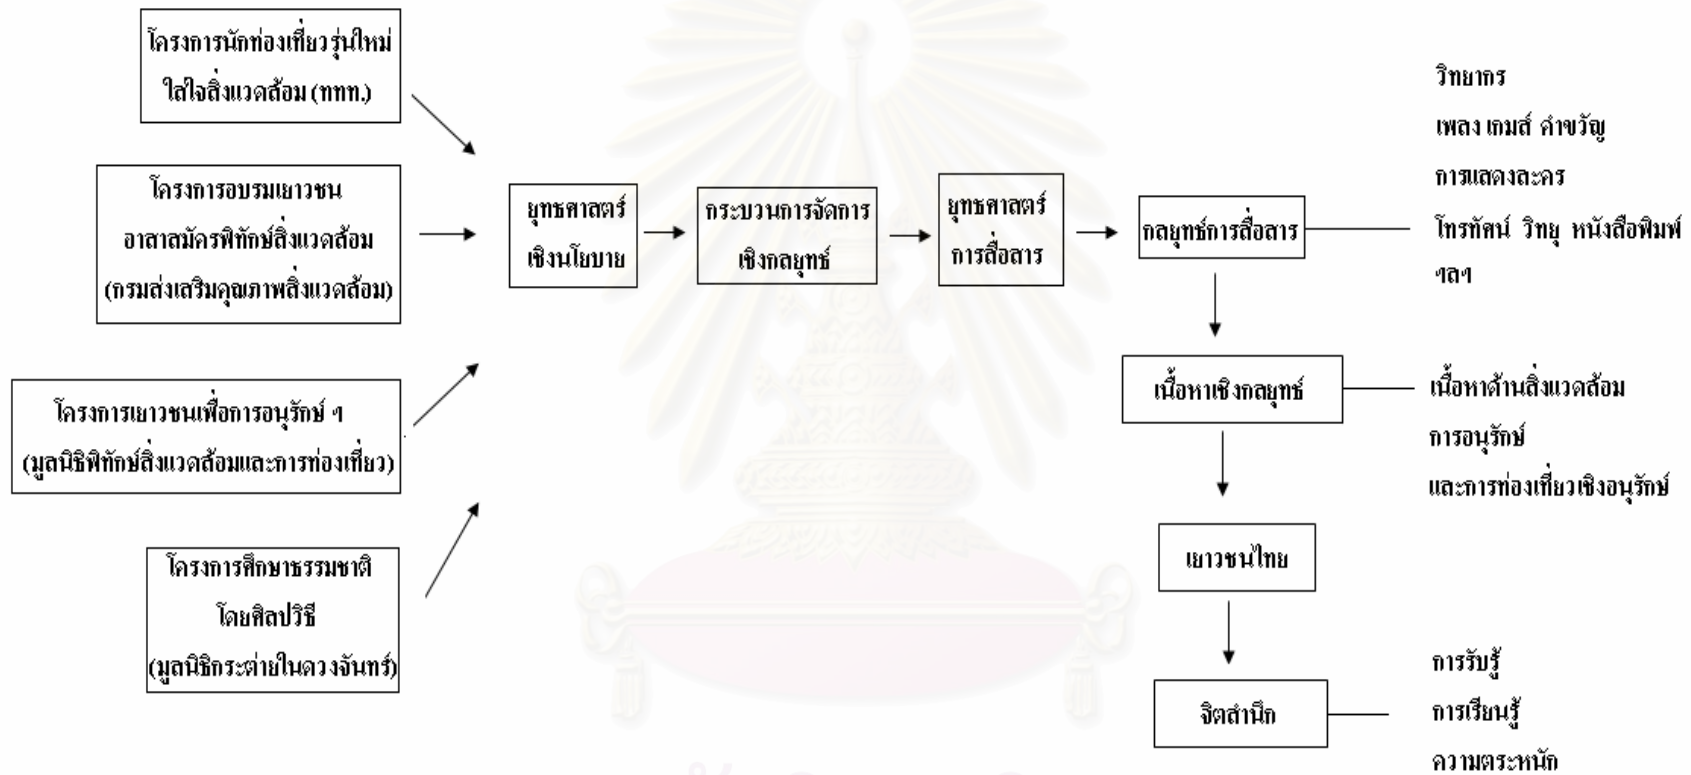 โครงการนักท่องเที่ยวรุ่นใหม่
ใส่ใจสิ่งแวดล้อม (ททท.)
โครงการอบรมเยาวชน
อาสาสมัครพิทักษ์สิ่งแวดล้อม
(กรมส่งเสริมคุณภาพสิ่งแวดล้อม)
โครงการเยาวชนเพื่อการอนุรักษ์ ฯ
(มูลนิธิพิทักษ์สิ่งแวดล้อมและการท่องเที่ยว)
โครงการศึกษาธรรมชาติ
โดยศิลปวิธี
(มูลนิธิกระต่ายในดวงจันทร์)
ยุทธศาสตร์
เชิงนโยบาย
กระบวนการจัดการ
เชิงกลยุทธ์
ยุทธศาสตร์
การสื่อสาร
กลยุทธ์การสื่อสาร
วิทยากร
เพลง เกมส์ คำขวัญ
การแสดงละคร
โทรทัศน์ วิทยุ หนังสือพิมพ์
ฯลฯ
เนื้อหาเชิงกลยุทธ์
เนื้อหาด้านสิ่งแวดล้อม
การอนุรักษ์
และการท่องเที่ยวเชิงอนุรักษ์
เยาวชนไทย
จิตสำนึก
การรับรู้
การเรียนรู้
ความตระหนัก